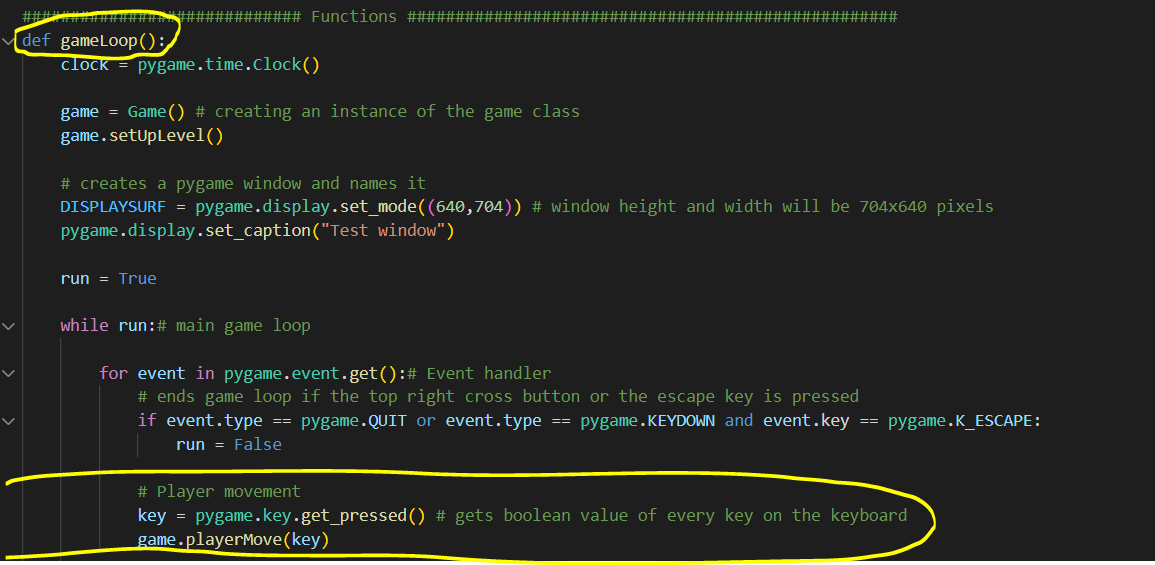 ############################# Functions ###################################################
def gameLoop():
    clock = pygame.time.Clock()
    game = Game() # creating an instance of the game class
    game.setUpLevel()
    # creates a pygame window and names it
    DISPLAYSURF = pygame.display.set_mode((640,704)) # window height and width will be 704x640 pixels
    pygame.display.set_caption("Test window")
    run = True
    while run:# main game loop
        for event in pygame.event.get():# Event handler
            # ends game loop if the top right cross button or the escape key is pressed
            if event.type == pygame.QUIT or event.type == pygame.KEYDOWN and event.key == pygame.K_ESCAPE:
                run = False
            # Player movement
            key = pygame.key.get_pressed() # gets boolean value of every key on the keyboard
            game.playerMove(key)